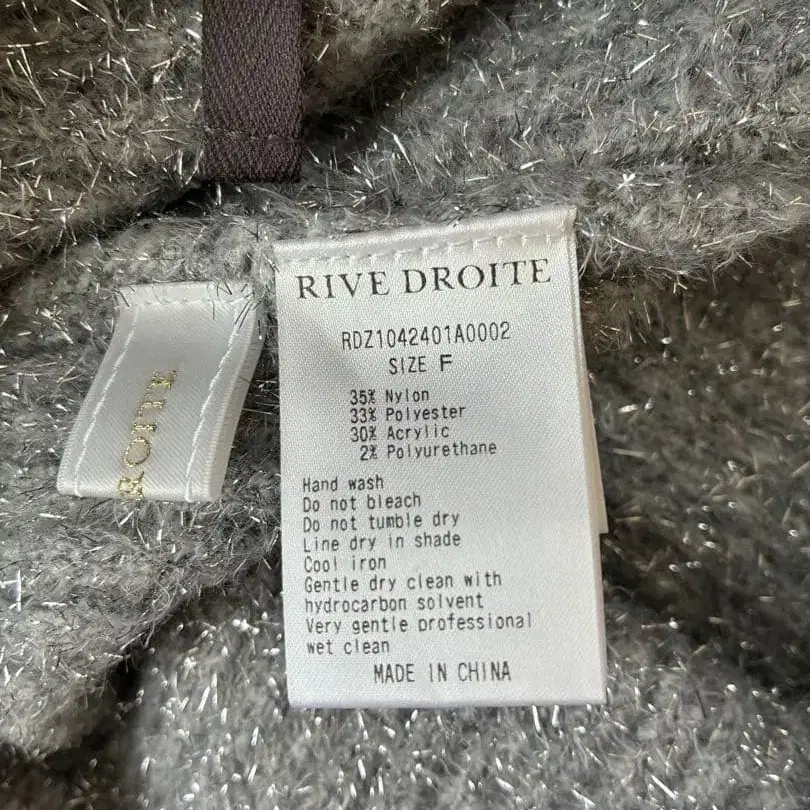 RIVE DROITE
RDZ1042401A0002
SIZE F
35% Nylon
33% Polyester
30% Acrylic
2% Polyurethane
Hand wash
Do not bleach
Do not tumble dry
Line dry in shade
Cool iron
Gentle dry clean with
hydrocarbon solvent
Very gentle professional
wet clean
MADE IN CHINA